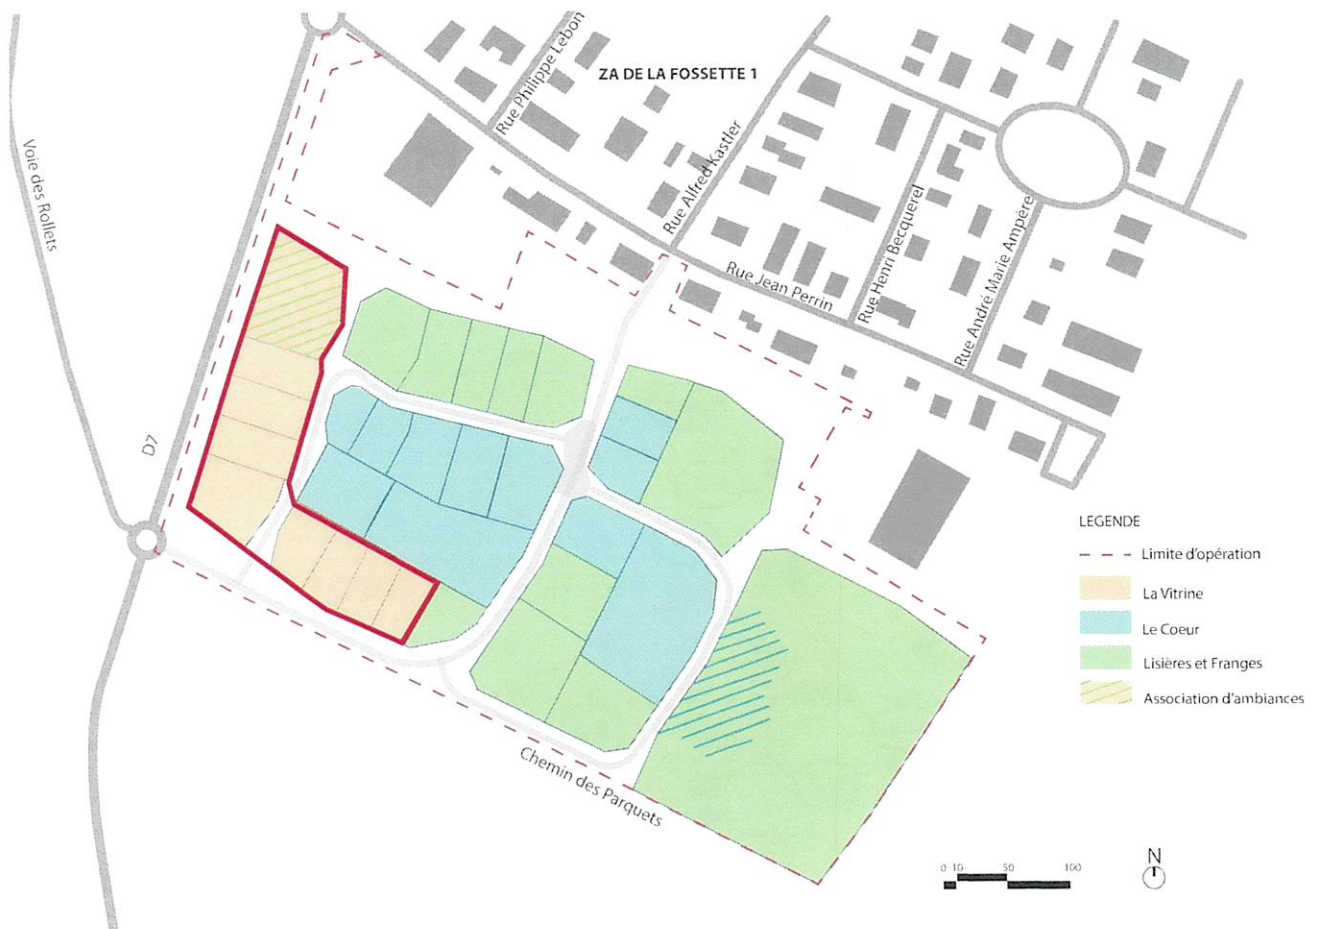 ZA DE LA FOSSETTE 1
Rue Philippe Lebon
Rue Alfred Kastler
Voie des Rollets
Rue Henri Becquerel
Rue André Marie Ampère
Rue Jean Perrin
D7
LEGENDE
Limite d'opération
La Vitrine
Le Coeur
Lisières et Franges
Association d'ambiances
Chemin des Parquets
0 10 50 100
N